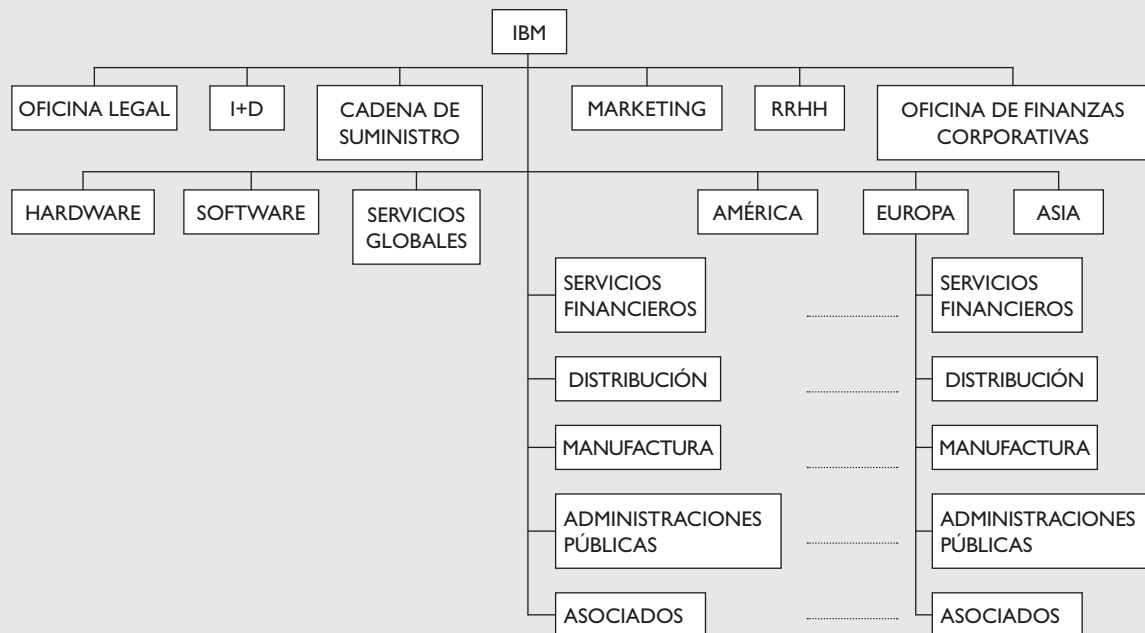 IBM
OFICINA LEGAL
I+D
CADENA DE
SUMINISTRO
MARKETING
RRHH
OFICINA DE FINANZAS
CORPORATIVAS
HARDWARE
SOFTWARE
SERVICIOS
GLOBALES
AMÉRICA
EUROPA
ASIA
SERVICIOS
FINANCIEROS
SERVICIOS
FINANCIEROS
DISTRIBUCIÓN
DISTRIBUCIÓN
MANUFACTURA
MANUFACTURA
ADMINISTRACIONES
PÚBLICAS
ADMINISTRACIONES
PÚBLICAS
ASOCIADOS
ASOCIADOS